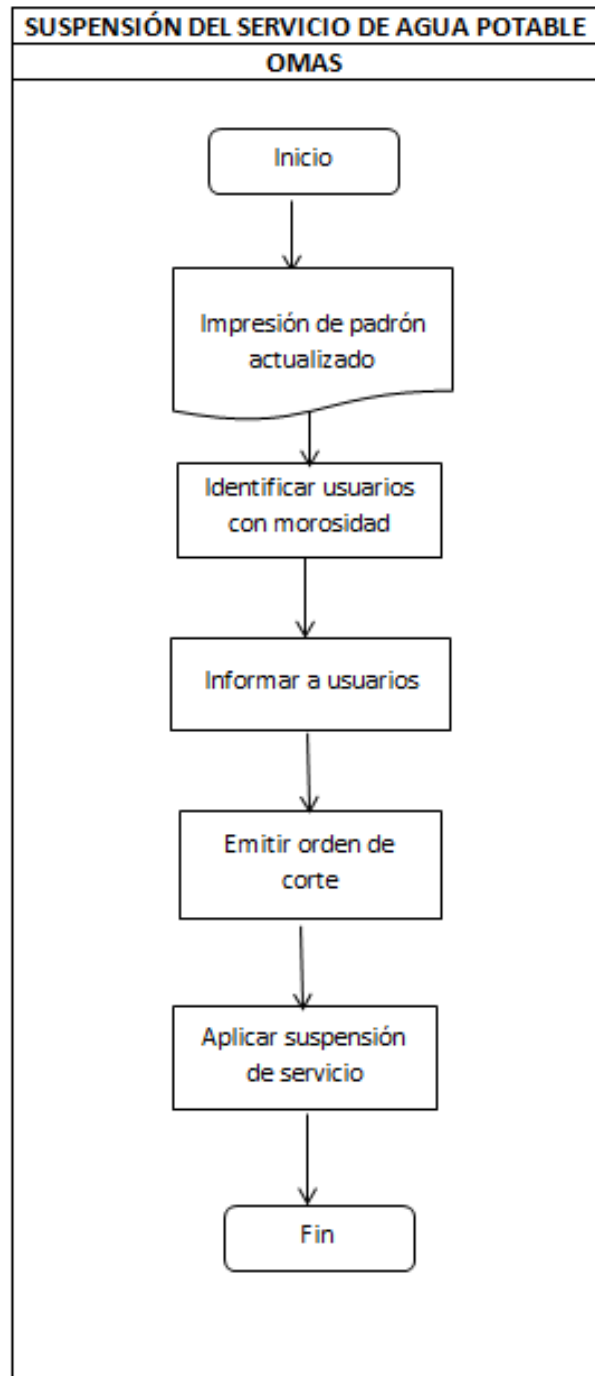 SUSPENSIÓN DEL SERVICIO DE AGUA POTABLE
OMAS
Inicio
Impresión de padrón
actualizado
Identificar usuarios
con morosidad
Informar a usuarios
Emitir orden de
corte
Aplicar suspensión
de servicio
Fin